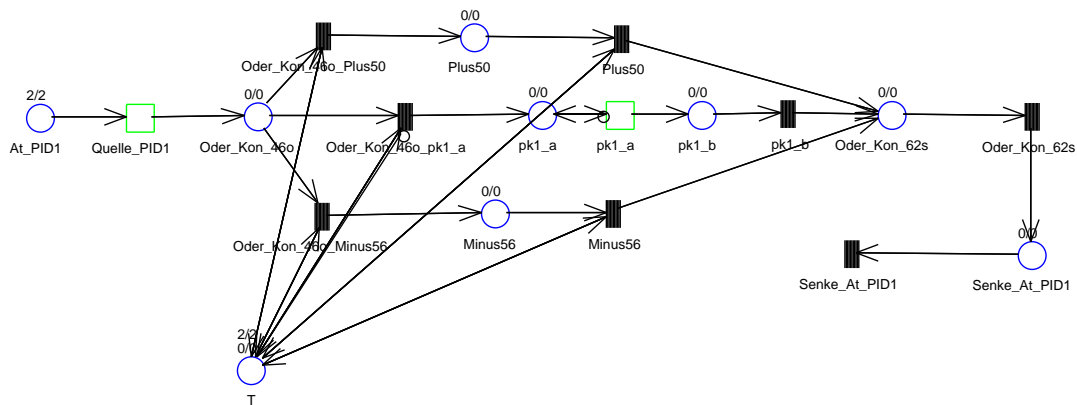 0/0
Oder_Kon_46o_Plus50
Plus50
Plus50
2/2
0/0
0/0
0/0
0/0
At_PID1
Quelle_PID1
Oder_Kon_46o
Oder_Kon_46o_pk1_a
pk1_a
pk1_a
pk1_b
pk1_b
Oder_Kon_62s
Oder_Kon_62s
0/0
Oder_Kon_46o_Minus56
Minus56
Minus56
0/0
Senke_At_PID1
Senke_At_PID1
2/2
0/0
T